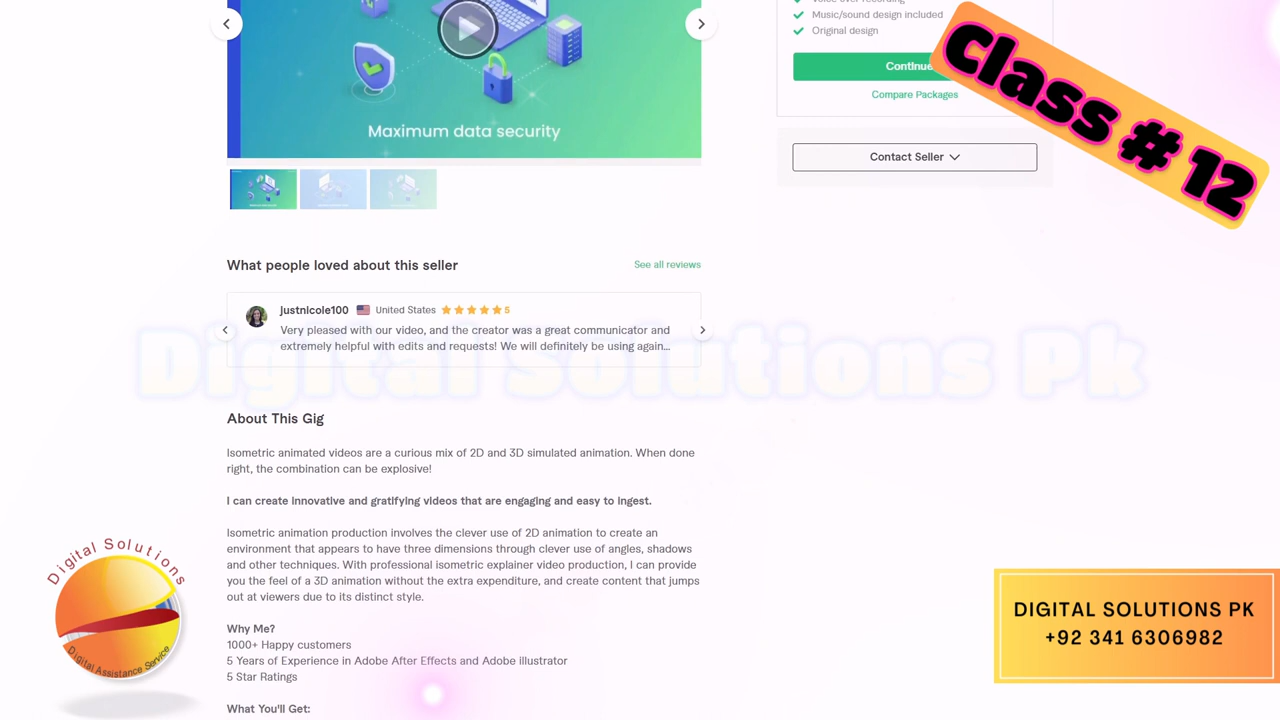 Music/sound design included
Original design
Class # 12
Continue
Compare Packages
Maximum data security
Contact Seller
What people loved about this seller
See all reviews
justnicole100 United States 5
Very pleased with our video, and the creator was a great communicator and
extremely helpful with edits and requests! We will definitely be using again...
Digital Solutions Pk
About This Gig
Isometric animated videos are a curious mix of 2D and 3D simulated animation. When done
right, the combination can be explosive!
I can create innovative and gratifying videos that are engaging and easy to ingest.
Isometric animation production involves the clever use of 2D animation to create an
environment that appears to have three dimensions through clever use of angles, shadows
and other techniques. With professional isometric explainer video production, I can provide
you the feel of a 3D animation without the extra expenditure, and create content that jumps
out at viewers due to its distinct style.
Why Me?
1000+ Happy customers
5 Years of Experience in Adobe After Effects and Adobe illustrator
5 Star Ratings
What You'll Get:
Digital Solutions
Digital Assistance Service
DIGITAL SOLUTIONS PK
+92 341 6306982